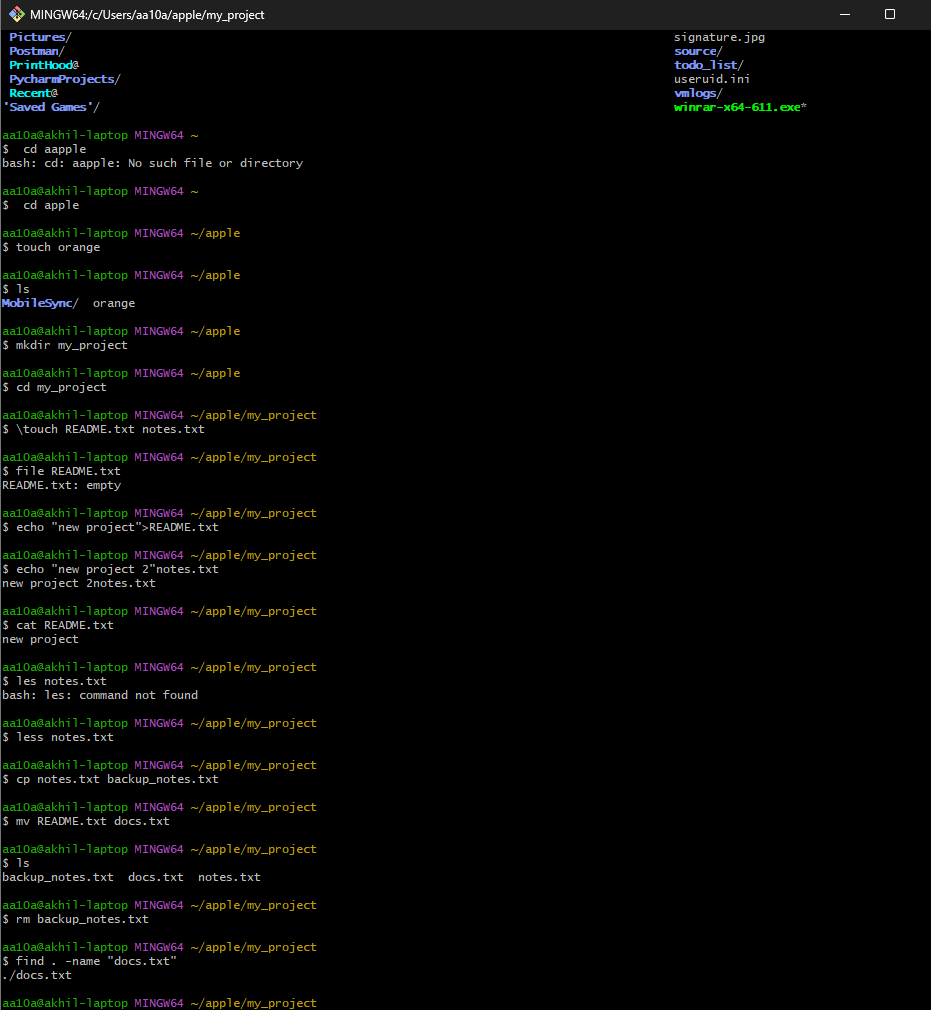 MINGW64:/c/Users/aa10a/apple/my_project
Pictures/ signature.jpg
Postman/ source/
PrintHood@ todo_list/
PycharmProjects/ useruid.ini
Recent@ vmlogs/
'Saved Games'/ winrar-x64-611.exe*
aa10a@akhil-laptop MINGW64 ~
$  cd aapple
bash: cd: aapple: No such file or directory
aa10a@akhil-laptop MINGW64 ~
$  cd apple
aa10a@akhil-laptop MINGW64 ~/apple
$ touch orange
aa10a@akhil-laptop MINGW64 ~/apple
$ ls
MobileSync/  orange
aa10a@akhil-laptop MINGW64 ~/apple
$ mkdir my_project
aa10a@akhil-laptop MINGW64 ~/apple
$ cd my_project
aa10a@akhil-laptop MINGW64 ~/apple/my_project
$ \touch README.txt notes.txt
aa10a@akhil-laptop MINGW64 ~/apple/my_project
$ file README.txt
README.txt: empty
aa10a@akhil-laptop MINGW64 ~/apple/my_project
$ echo "new project">README.txt
aa10a@akhil-laptop MINGW64 ~/apple/my_project
$ echo "new project 2"notes.txt
new project 2notes.txt
aa10a@akhil-laptop MINGW64 ~/apple/my_project
$ cat README.txt
new project
aa10a@akhil-laptop MINGW64 ~/apple/my_project
$ les notes.txt
bash: les: command not found
aa10a@akhil-laptop MINGW64 ~/apple/my_project
$ less notes.txt
aa10a@akhil-laptop MINGW64 ~/apple/my_project
$ cp notes.txt backup_notes.txt
aa10a@akhil-laptop MINGW64 ~/apple/my_project
$ mv README.txt docs.txt
aa10a@akhil-laptop MINGW64 ~/apple/my_project
$ ls
backup_notes.txt  docs.txt  notes.txt
aa10a@akhil-laptop MINGW64 ~/apple/my_project
$ rm backup_notes.txt
aa10a@akhil-laptop MINGW64 ~/apple/my_project
$ find . -name "docs.txt"
./docs.txt
aa10a@akhil-laptop MINGW64 ~/apple/my_project